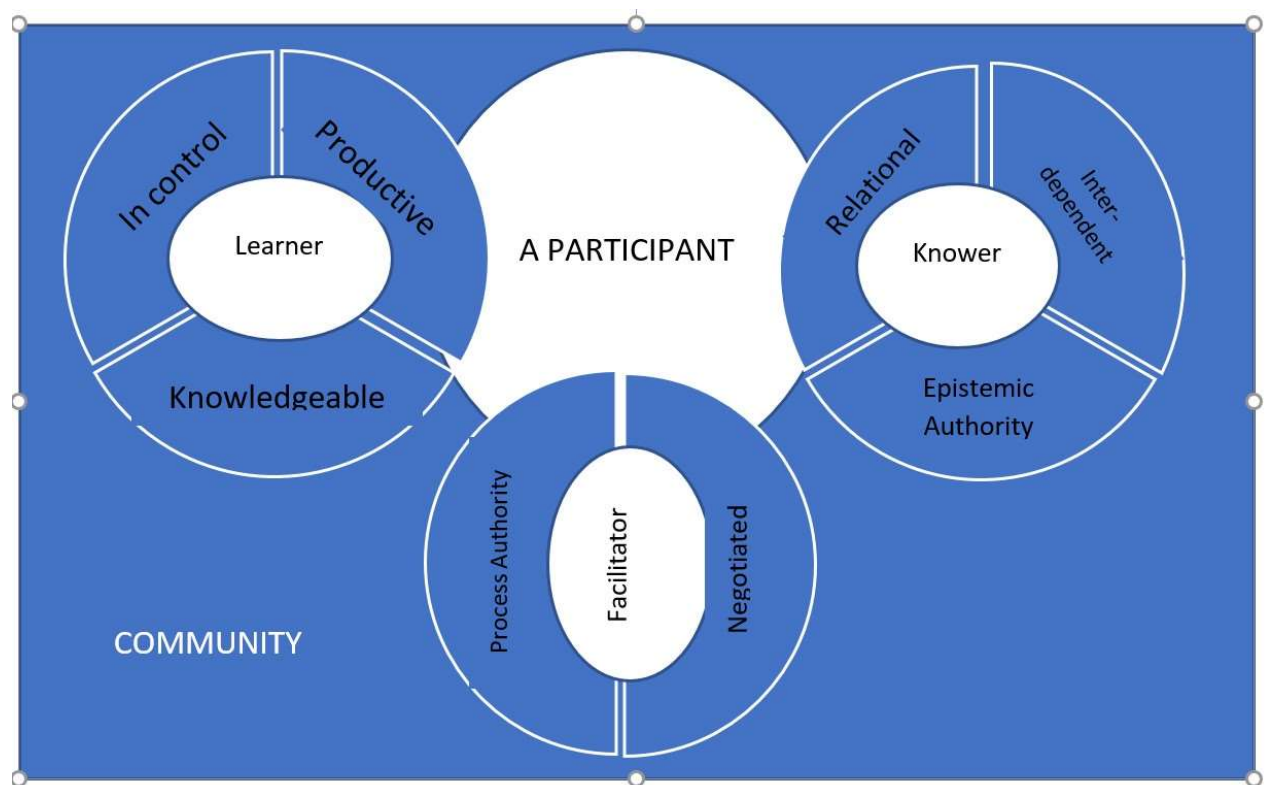 In control
Productive
Learner
Knowledgeable
A PARTICIPANT
Relational
Inter-
dependent
Knower
Epistemic
Authority
Process Authority
Facilitator
Negotiated
COMMUNITY